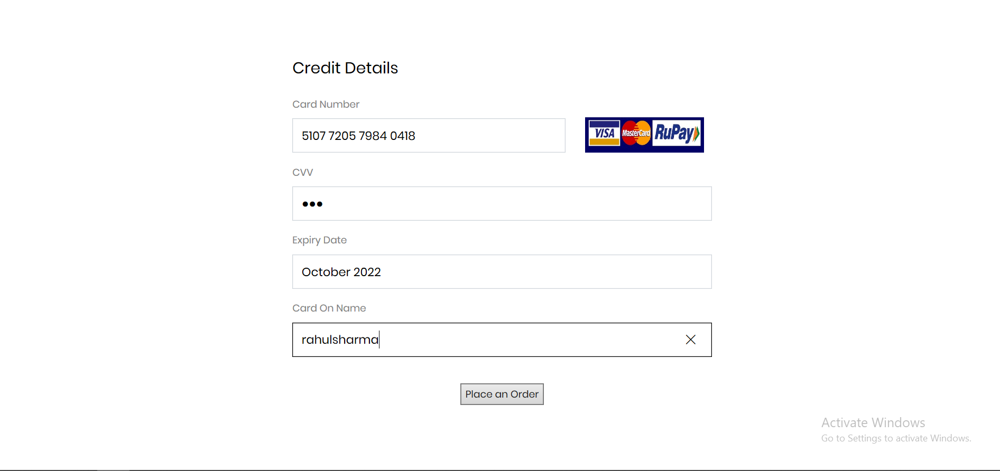 Credit Details
Card Number
5107 7205 7984 0418
VISA MasterCard RuPay
CVV
•••
Expiry Date
October 2022
Card On Name
rahulsharma
Place an Order
Activate Windows
Go to Settings to activate Windows.